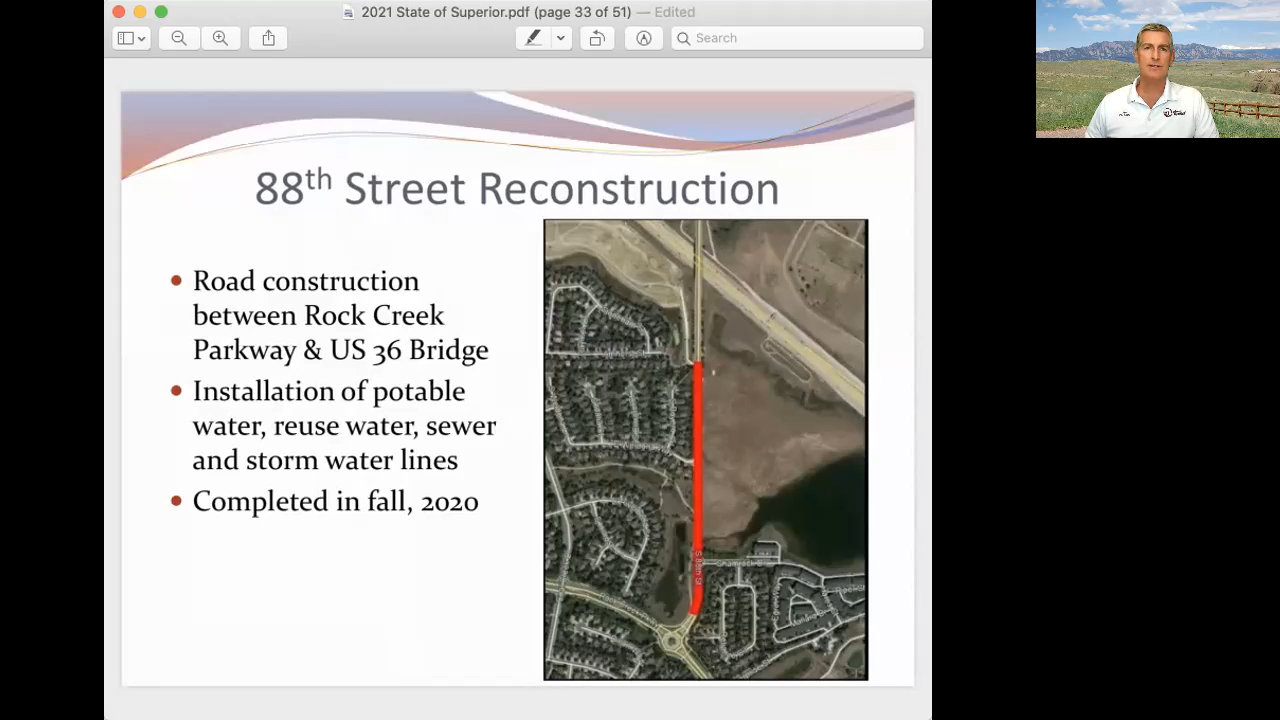 2021 State of Superior.pdf (page 33 of 51) — Edited
Search
88th Street Reconstruction
• Road construction
between Rock Creek
Parkway & US 36 Bridge
• Installation of potable
water, reuse water, sewer
and storm water lines
• Completed in fall, 2020
S 88th St